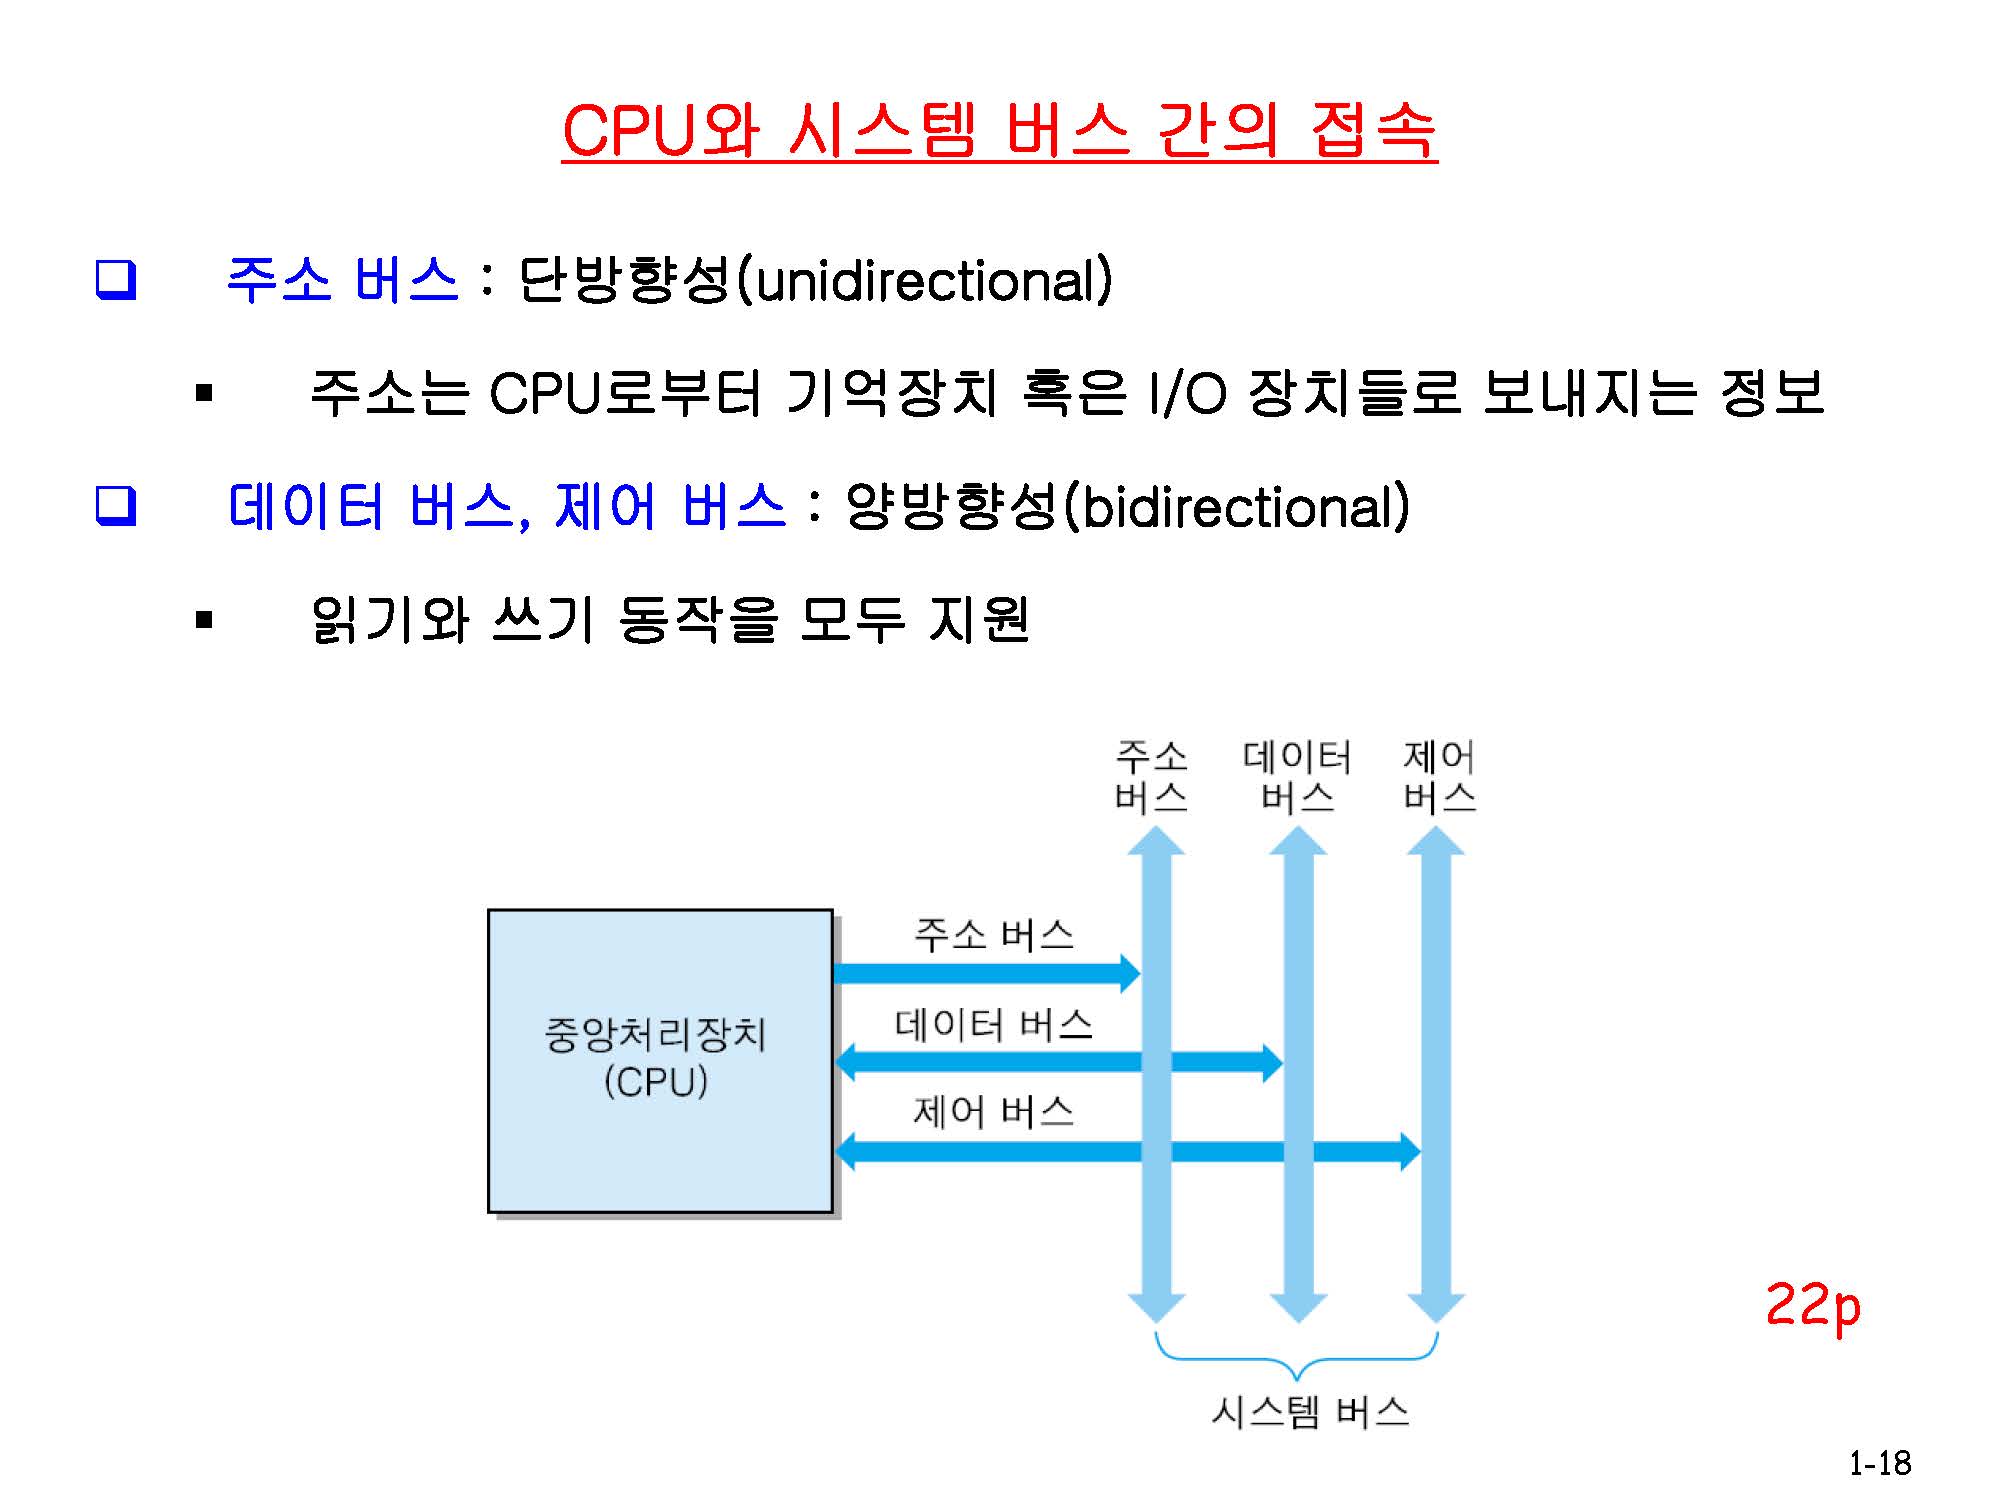 CPU와 시스템 버스 간의 접속
주소 버스 : 단방향성(unidirectional)
주소는 CPU로부터 기억장치 혹은 I/O 장치들로 보내지는 정보
데이터 버스, 제어 버스 : 양방향성(bidirectional)
읽기와 쓰기 동작을 모두 지원
주소 버스
데이터 버스
제어 버스
중앙처리장치
(CPU)
주소 버스
데이터 버스
제어 버스
시스템 버스
22p
1-18